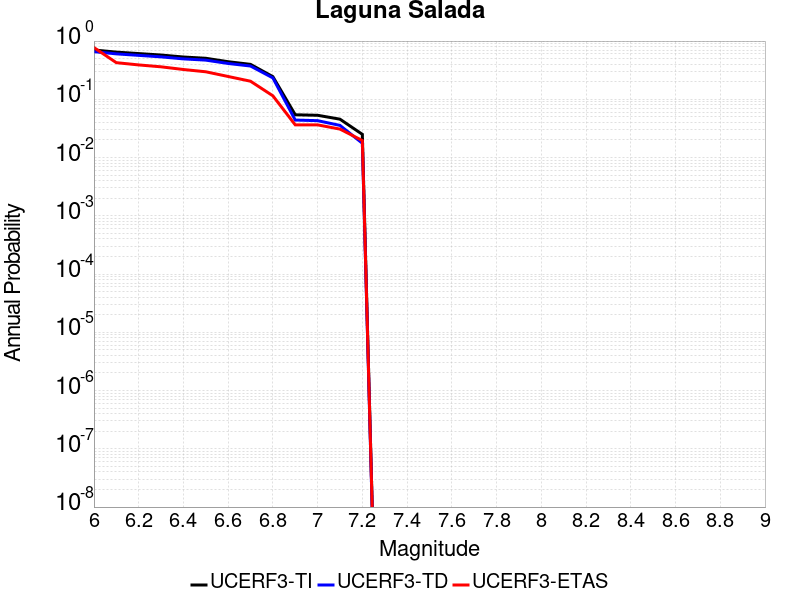 Laguna Salada
10^0
10^-1
10^-2
10^-3
10^-4
10^-5
10^-6
10^-7
10^-8
Annual Probability
6 6.2 6.4 6.6 6.8 7 7.2 7.4 7.6 7.8 8 8.2 8.4 8.6 8.8 9
Magnitude
UCERF3-TI UCERF3-TD UCERF3-ETAS